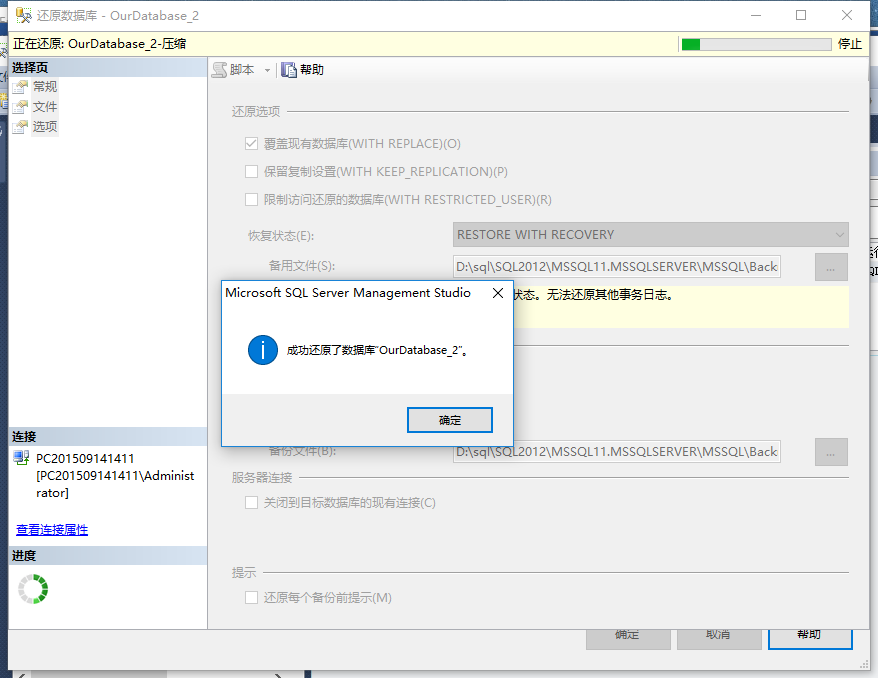 还原数据库 - OurDatabase_2
正在还原: OurDatabase_2-压缩
停止
选择页
常规
文件
选项
脚本
帮助
还原选项
覆盖现有数据库(WITH REPLACE)(O)
保留复制设置(WITH KEEP_REPLICATION)(P)
限制访问还原的数据库(WITH RESTRICTED_USER)(R)
恢复状态(E):
RESTORE WITH RECOVERY
备用文件(S):
D:\sql\SQL2012\MSSQL11.MSSQLSERVER\MSSQL\Back
...
状态。无法还原其他事务日志。
Microsoft SQL Server Management Studio
成功还原了数据库“OurDatabase_2”。
确定
备份文件(B):
D:\sql\SQL2012\MSSQL11.MSSQLSERVER\MSSQL\Back
...
服务器连接
关闭到目标数据库的现有连接(C)
提示
还原每个备份前提示(M)
连接
PC201509141411
[PC201509141411\Administ
rator]
查看连接属性
进度
确定
取消
帮助